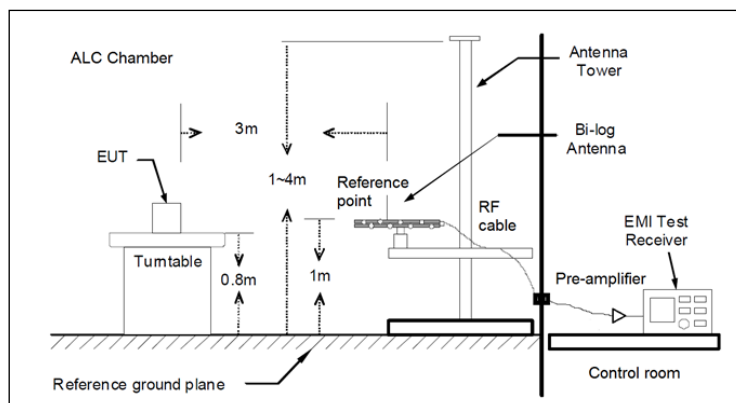 ALC Chamber
Antenna
Tower
3m
Bi-log
Antenna
EUT
1~4m
Reference
point
RF
cable
EMI Test
Receiver
Turntable
0.8m
1m
Pre-amplifier
Reference ground plane
Control room